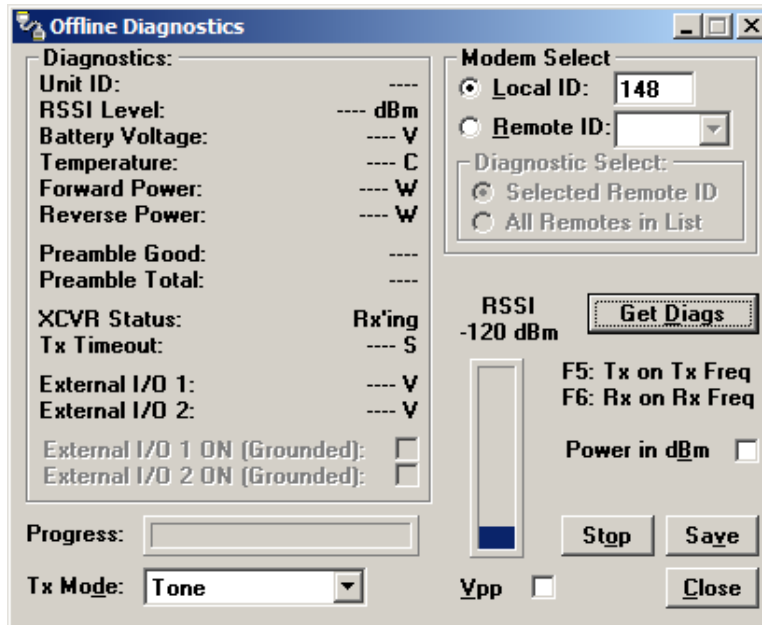 Offline Diagnostics
Diagnostics:
Unit ID: ----
RSSI Level: ---- dBm
Battery Voltage: ---- V
Temperature: ---- C
Forward Power: ---- W
Reverse Power: ---- W
Preamble Good: ----
Preamble Total: ----
XCVR Status: Rx'ing
Tx Timeout: ---- S
External I/O 1: ---- V
External I/O 2: ---- V
External I/O 1 ON (Grounded):
External I/O 2 ON (Grounded):
Progress:
Tx Mode: Tone
Modem Select
Local ID: 148
Remote ID:
Diagnostic Select:
Selected Remote ID
All Remotes in List
RSSI
-120 dBm
Get Diags
F5: Tx on Tx Freq
F6: Rx on Rx Freq
Power in dBm
Stop
Save
Vpp
Close